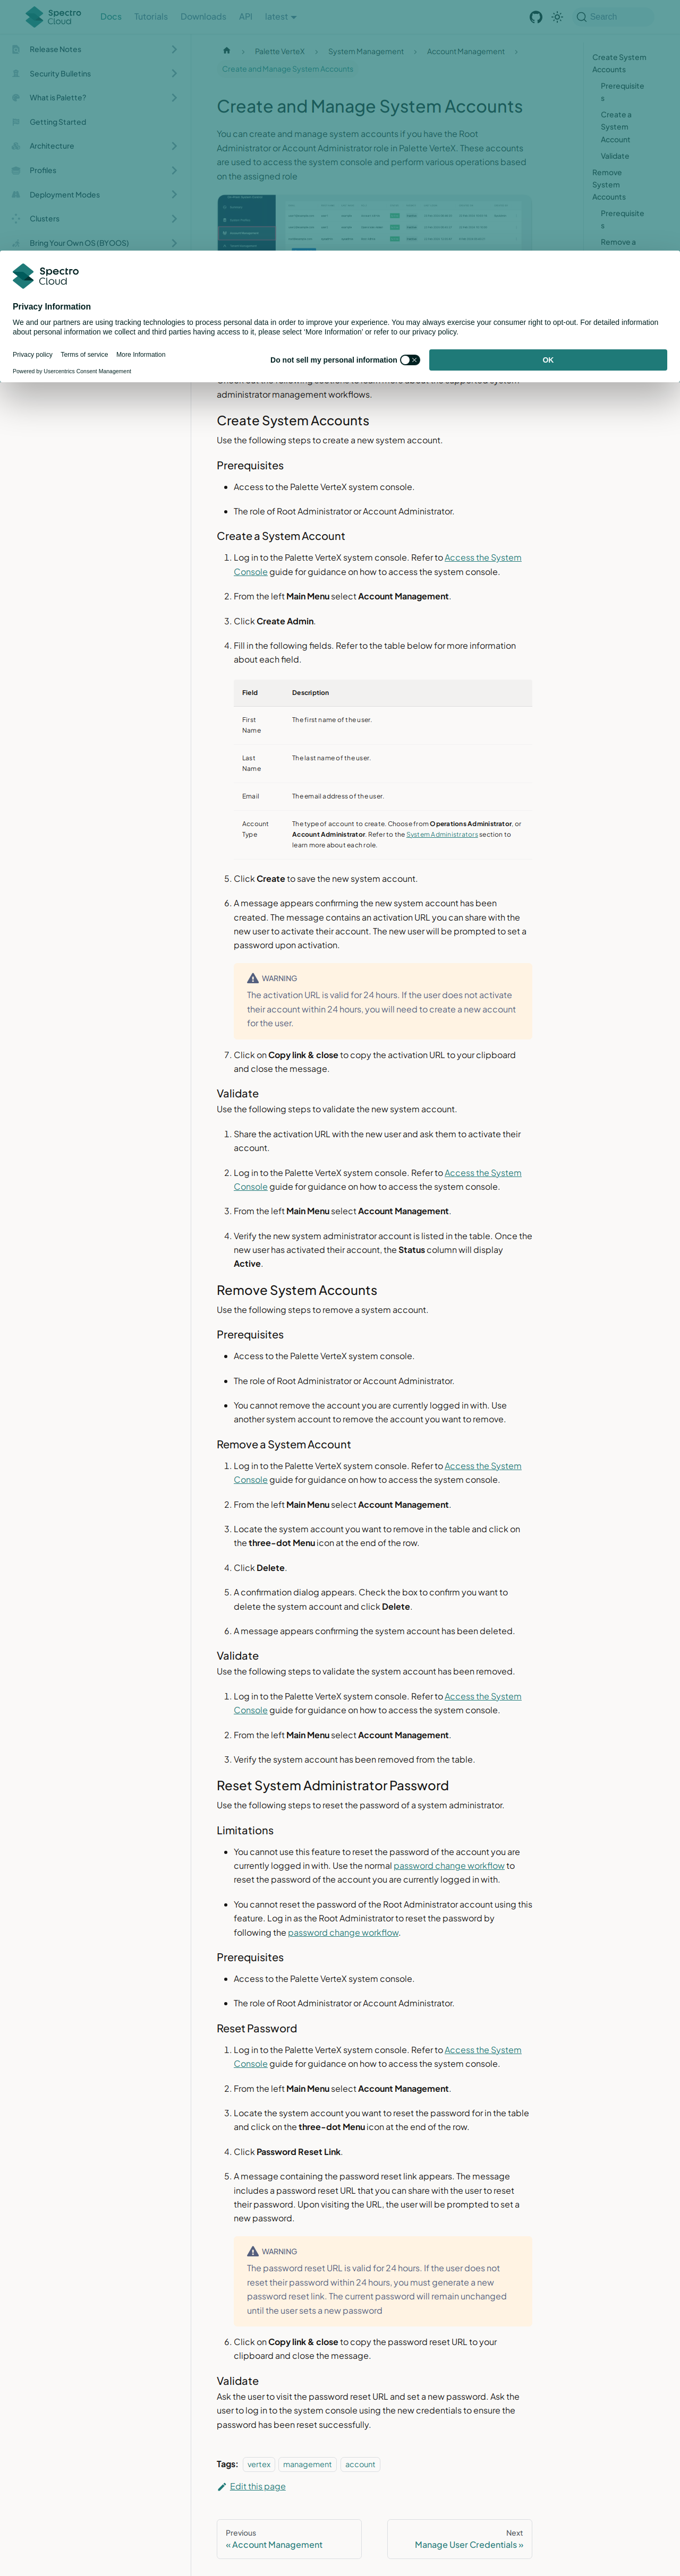 Spectro Cloud
Docs
Tutorials
Downloads
API
latest
Search
Release Notes
Security Bulletins
What is Palette?
Getting Started
Architecture
Profiles
Deployment Modes
Clusters
Bring Your Own OS (BYOOS)
Palette VerteX
System Management
Account Management
Create and Manage System Accounts
Create and Manage System Accounts
You can create and manage system accounts if you have the Root
Administrator or Account Administrator role in Palette VerteX. These accounts
are used to access the system console and perform various operations based
on the assigned role
Create System
Accounts
Prerequisite
s
Create a
System
Account
Validate
Remove
System
Accounts
Prerequisite
s
Remove a
Spectro
Cloud
Privacy Information
We and our partners are using tracking technologies to process personal data in order to improve your experience. You may always exercise your consumer right to opt-out. For detailed information
about personal information we collect and third parties having access to it, please select 'More Information' or refer to our privacy policy.
Privacy policy
Terms of service
More Information
Do not sell my personal information
OK
Powered by Usercentrics Consent Management
administrator management workflows.
Create System Accounts
Use the following steps to create a new system account.
Prerequisites
Access to the Palette VerteX system console.
The role of Root Administrator or Account Administrator.
Create a System Account
1. Log in to the Palette VerteX system console. Refer to Access the System
Console guide for guidance on how to access the system console.
2. From the left Main Menu select Account Management.
3. Click Create Admin.
4. Fill in the following fields. Refer to the table below for more information
about each field.
Field Description
First
Name
The first name of the user.
Last
Name
The last name of the user.
Email The email address of the user.
Account
Type
The type of account to create. Choose from Operations Administrator, or
Account Administrator. Refer to the System Administrators section to
learn more about each role.
5. Click Create to save the new system account.
6. A message appears confirming the new system account has been
created. The message contains an activation URL you can share with the
new user to activate their account. The new user will be prompted to set a
password upon activation.
WARNING
The activation URL is valid for 24 hours. If the user does not activate
their account within 24 hours, you will need to create a new account
for the user.
7. Click on Copy link & close to copy the activation URL to your clipboard
and close the message.
Validate
Use the following steps to validate the new system account.
1. Share the activation URL with the new user and ask them to activate their
account.
2. Log in to the Palette VerteX system console. Refer to Access the System
Console guide for guidance on how to access the system console.
3. From the left Main Menu select Account Management.
4. Verify the new system administrator account is listed in the table. Once the
new user has activated their account, the Status column will display
Active.
Remove System Accounts
Use the following steps to remove a system account.
Prerequisites
Access to the Palette VerteX system console.
The role of Root Administrator or Account Administrator.
You cannot remove the account you are currently logged in with. Use
another system account to remove the account you want to remove.
Remove a System Account
1. Log in to the Palette VerteX system console. Refer to Access the System
Console guide for guidance on how to access the system console.
2. From the left Main Menu select Account Management.
3. Locate the system account you want to remove in the table and click on
the three-dot Menu icon at the end of the row.
4. Click Delete.
5. A confirmation dialog appears. Check the box to confirm you want to
delete the system account and click Delete.
6. A message appears confirming the system account has been deleted.
Validate
Use the following steps to validate the system account has been removed.
1. Log in to the Palette VerteX system console. Refer to Access the System
Console guide for guidance on how to access the system console.
2. From the left Main Menu select Account Management.
3. Verify the system account has been removed from the table.
Reset System Administrator Password
Use the following steps to reset the password of a system administrator.
Limitations
You cannot use this feature to reset the password of the account you are
currently logged in with. Use the normal password change workflow to
reset the password of the account you are currently logged in with.
You cannot reset the password of the Root Administrator account using this
feature. Log in as the Root Administrator to reset the password by
following the password change workflow.
Prerequisites
Access to the Palette VerteX system console.
The role of Root Administrator or Account Administrator.
Reset Password
1. Log in to the Palette VerteX system console. Refer to Access the System
Console guide for guidance on how to access the system console.
2. From the left Main Menu select Account Management.
3. Locate the system account you want to reset the password for in the table
and click on the three-dot Menu icon at the end of the row.
4. Click Password Reset Link.
5. A message containing the password reset link appears. The message
includes a password reset URL that you can share with the user to reset
their password. Upon visiting the URL, the user will be prompted to set a
new password.
WARNING
The password reset URL is valid for 24 hours. If the user does not
reset their password within 24 hours, you must generate a new
password reset link. The current password will remain unchanged
until the user sets a new password
6. Click on Copy link & close to copy the password reset URL to your
clipboard and close the message.
Validate
Ask the user to visit the password reset URL and set a new password. Ask the
user to log in to the system console using the new credentials to ensure the
password has been reset successfully.
Tags: vertex management account
Edit this page
Previous
« Account Management
Next
Manage User Credentials »